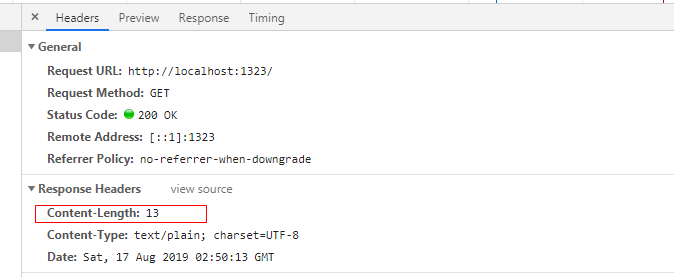 × Headers Preview Response Timing
▼ General
Request URL: http://localhost:1323/
Request Method: GET
Status Code: 200 OK
Remote Address: [::1]:1323
Referrer Policy: no-referrer-when-downgrade
▼ Response Headers view source
Content-Length: 13
Content-Type: text/plain; charset=UTF-8
Date: Sat, 17 Aug 2019 02:50:13 GMT